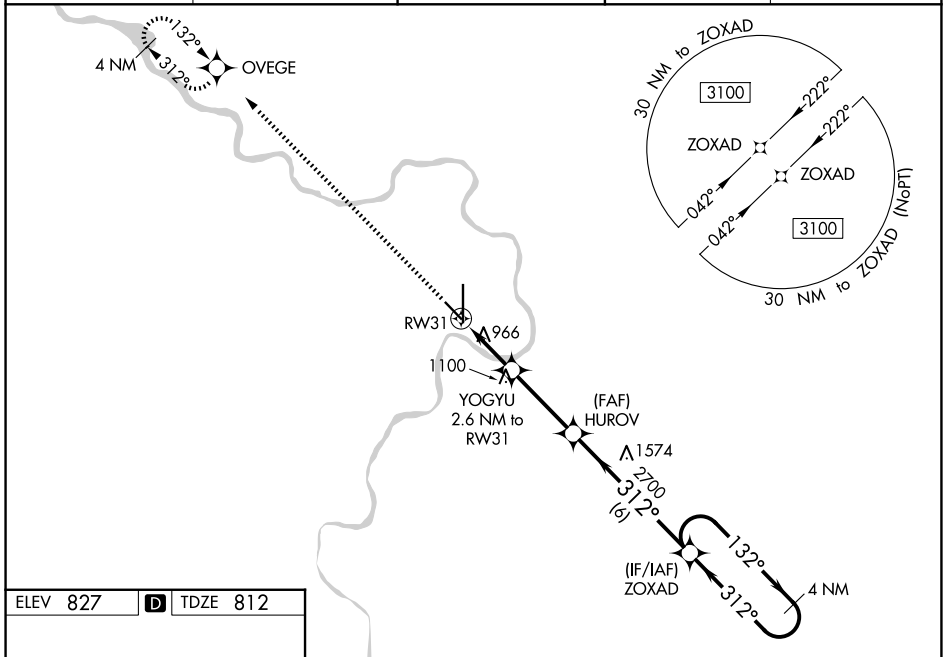 132°
4 NM
312°
OVEGE
30 NM to ZOXAD
3100
222°
ZOXAD
042°
222°
ZOXAD
042°
3100
30 NM to ZOXAD (NoPT)
RW31
966
1100
YOGYU
2.6 NM to
RW31
(FAF)
HUROV
1574
2700
312°
(6)
(IF/IAF)
ZOXAD
132°
312°
4 NM
ELEV 827 D TDZE 812